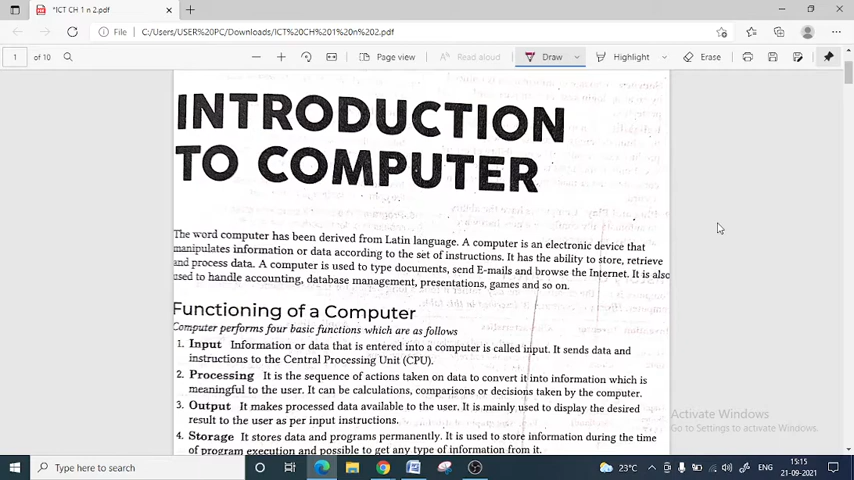 *ICT CH 1 n 2.pdf
File C:/Users/USER%20PC/Downloads/ICT%20CH%201%20n%202.pdf
1 of 10 Page view Read aloud Draw Highlight Erase
INTRODUCTION
TO COMPUTER
The word computer has been derived from Latin language. A computer is an electronic device that
manipulates information or data according to the set of instructions. It has the ability to store, retrieve
and process data. A computer is used to type documents, send E-mails and browse the Internet. It is also
used to handle accounting, database management, presentations, games and so on.
Functioning of a Computer
Computer performs four basic functions which are as follows
1. Input Information or data that is entered into a computer is called input. It sends data and
instructions to the Central Processing Unit (CPU).
2. Processing It is the sequence of actions taken on data to convert it into information which is
meaningful to the user. It can be calculations, comparisons or decisions taken by the computer.
3. Output It makes processed data available to the user. It is mainly used to display the desired
result to the user as per input instructions.
4. Storage It stores data and programs permanently. It is used to store information during the time
of program execution and possible to get any type of information from it.
Activate Windows
Go to Settings to activate Windows.
Type here to search
23°C
ENG
15:15
21-09-2021